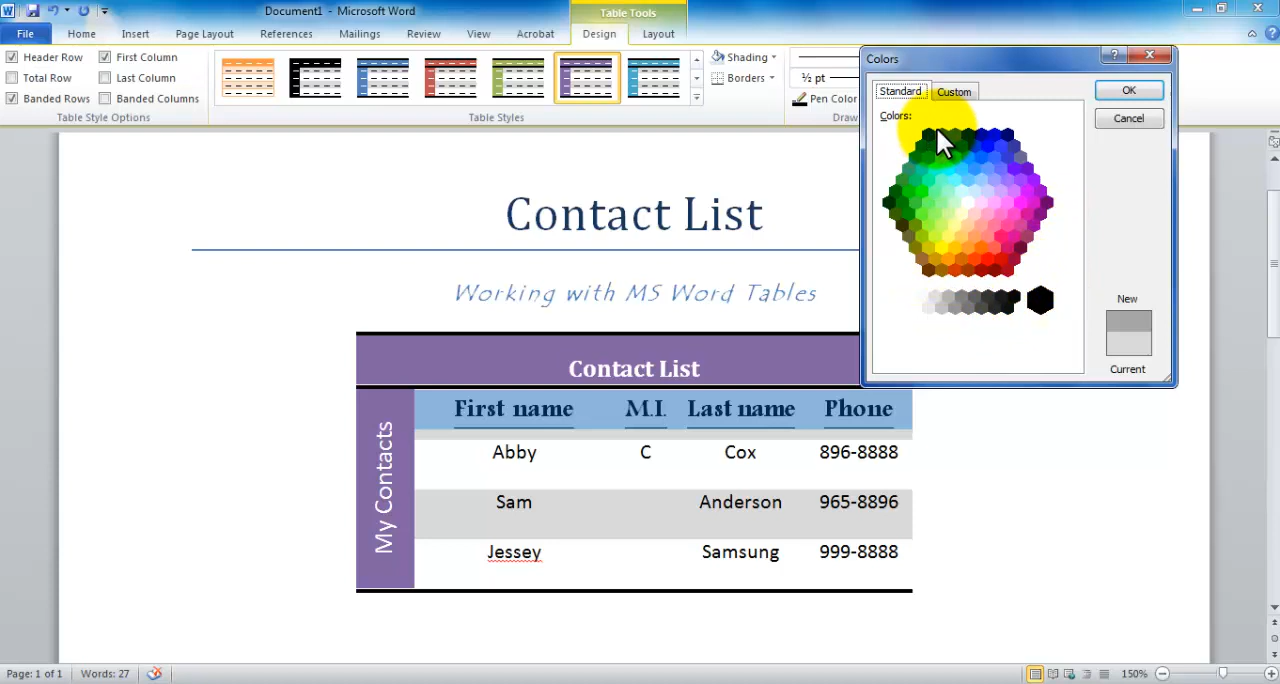 W Document1 - Microsoft Word
Table Tools
File Home Insert Page Layout References Mailings Review View Acrobat Design Layout
Header Row First Column
Total Row Last Column
Banded Rows Banded Columns
Table Style Options
Table Styles
Shading
Borders
½ pt
Pen Color
Draw
Colors
?
Standard Custom
Colors:
OK
Cancel
New
Current
Contact List
Working with MS Word Tables
Contact List
My Contacts
First name M.I. Last name Phone
Abby C Cox 896-8888
Sam Anderson 965-8896
Jessey Samsung 999-8888
Page: 1 of 1 Words: 27 150%